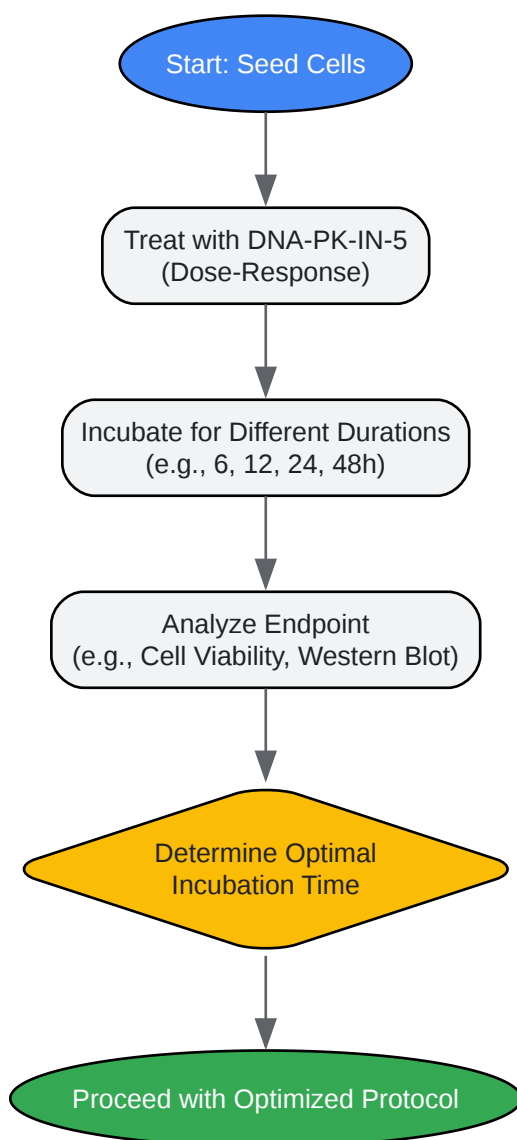 Start: Seed Cells
Treat with DNA-PK-IN-5
(Dose-Response)
Incubate for Different Durations
(e.g., 6, 12, 24, 48h)
Analyze Endpoint
(e.g., Cell Viability, Western Blot)
Determine Optimal
Incubation Time
Proceed with Optimized Protocol